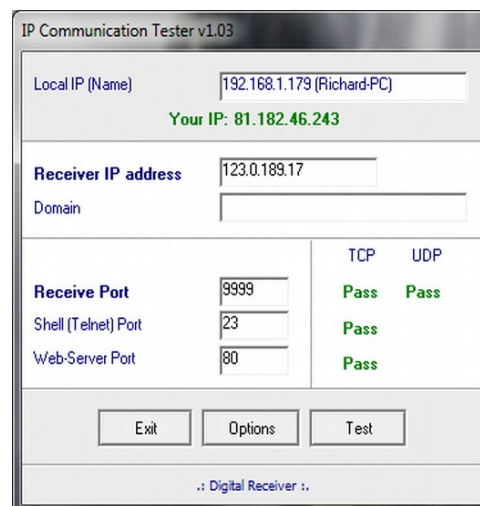 IP Communication Tester v1.03
Local IP (Name) 192.168.1.179 (Richard-PC)
Your IP: 81.182.46.243
Receiver IP address 123.0.189.17
Domain
TCP UDP
Receive Port 9999 Pass Pass
Shell (Telnet) Port 23 Pass
Web-Server Port 80 Pass
Exit Options Test
.: Digital Receiver :.